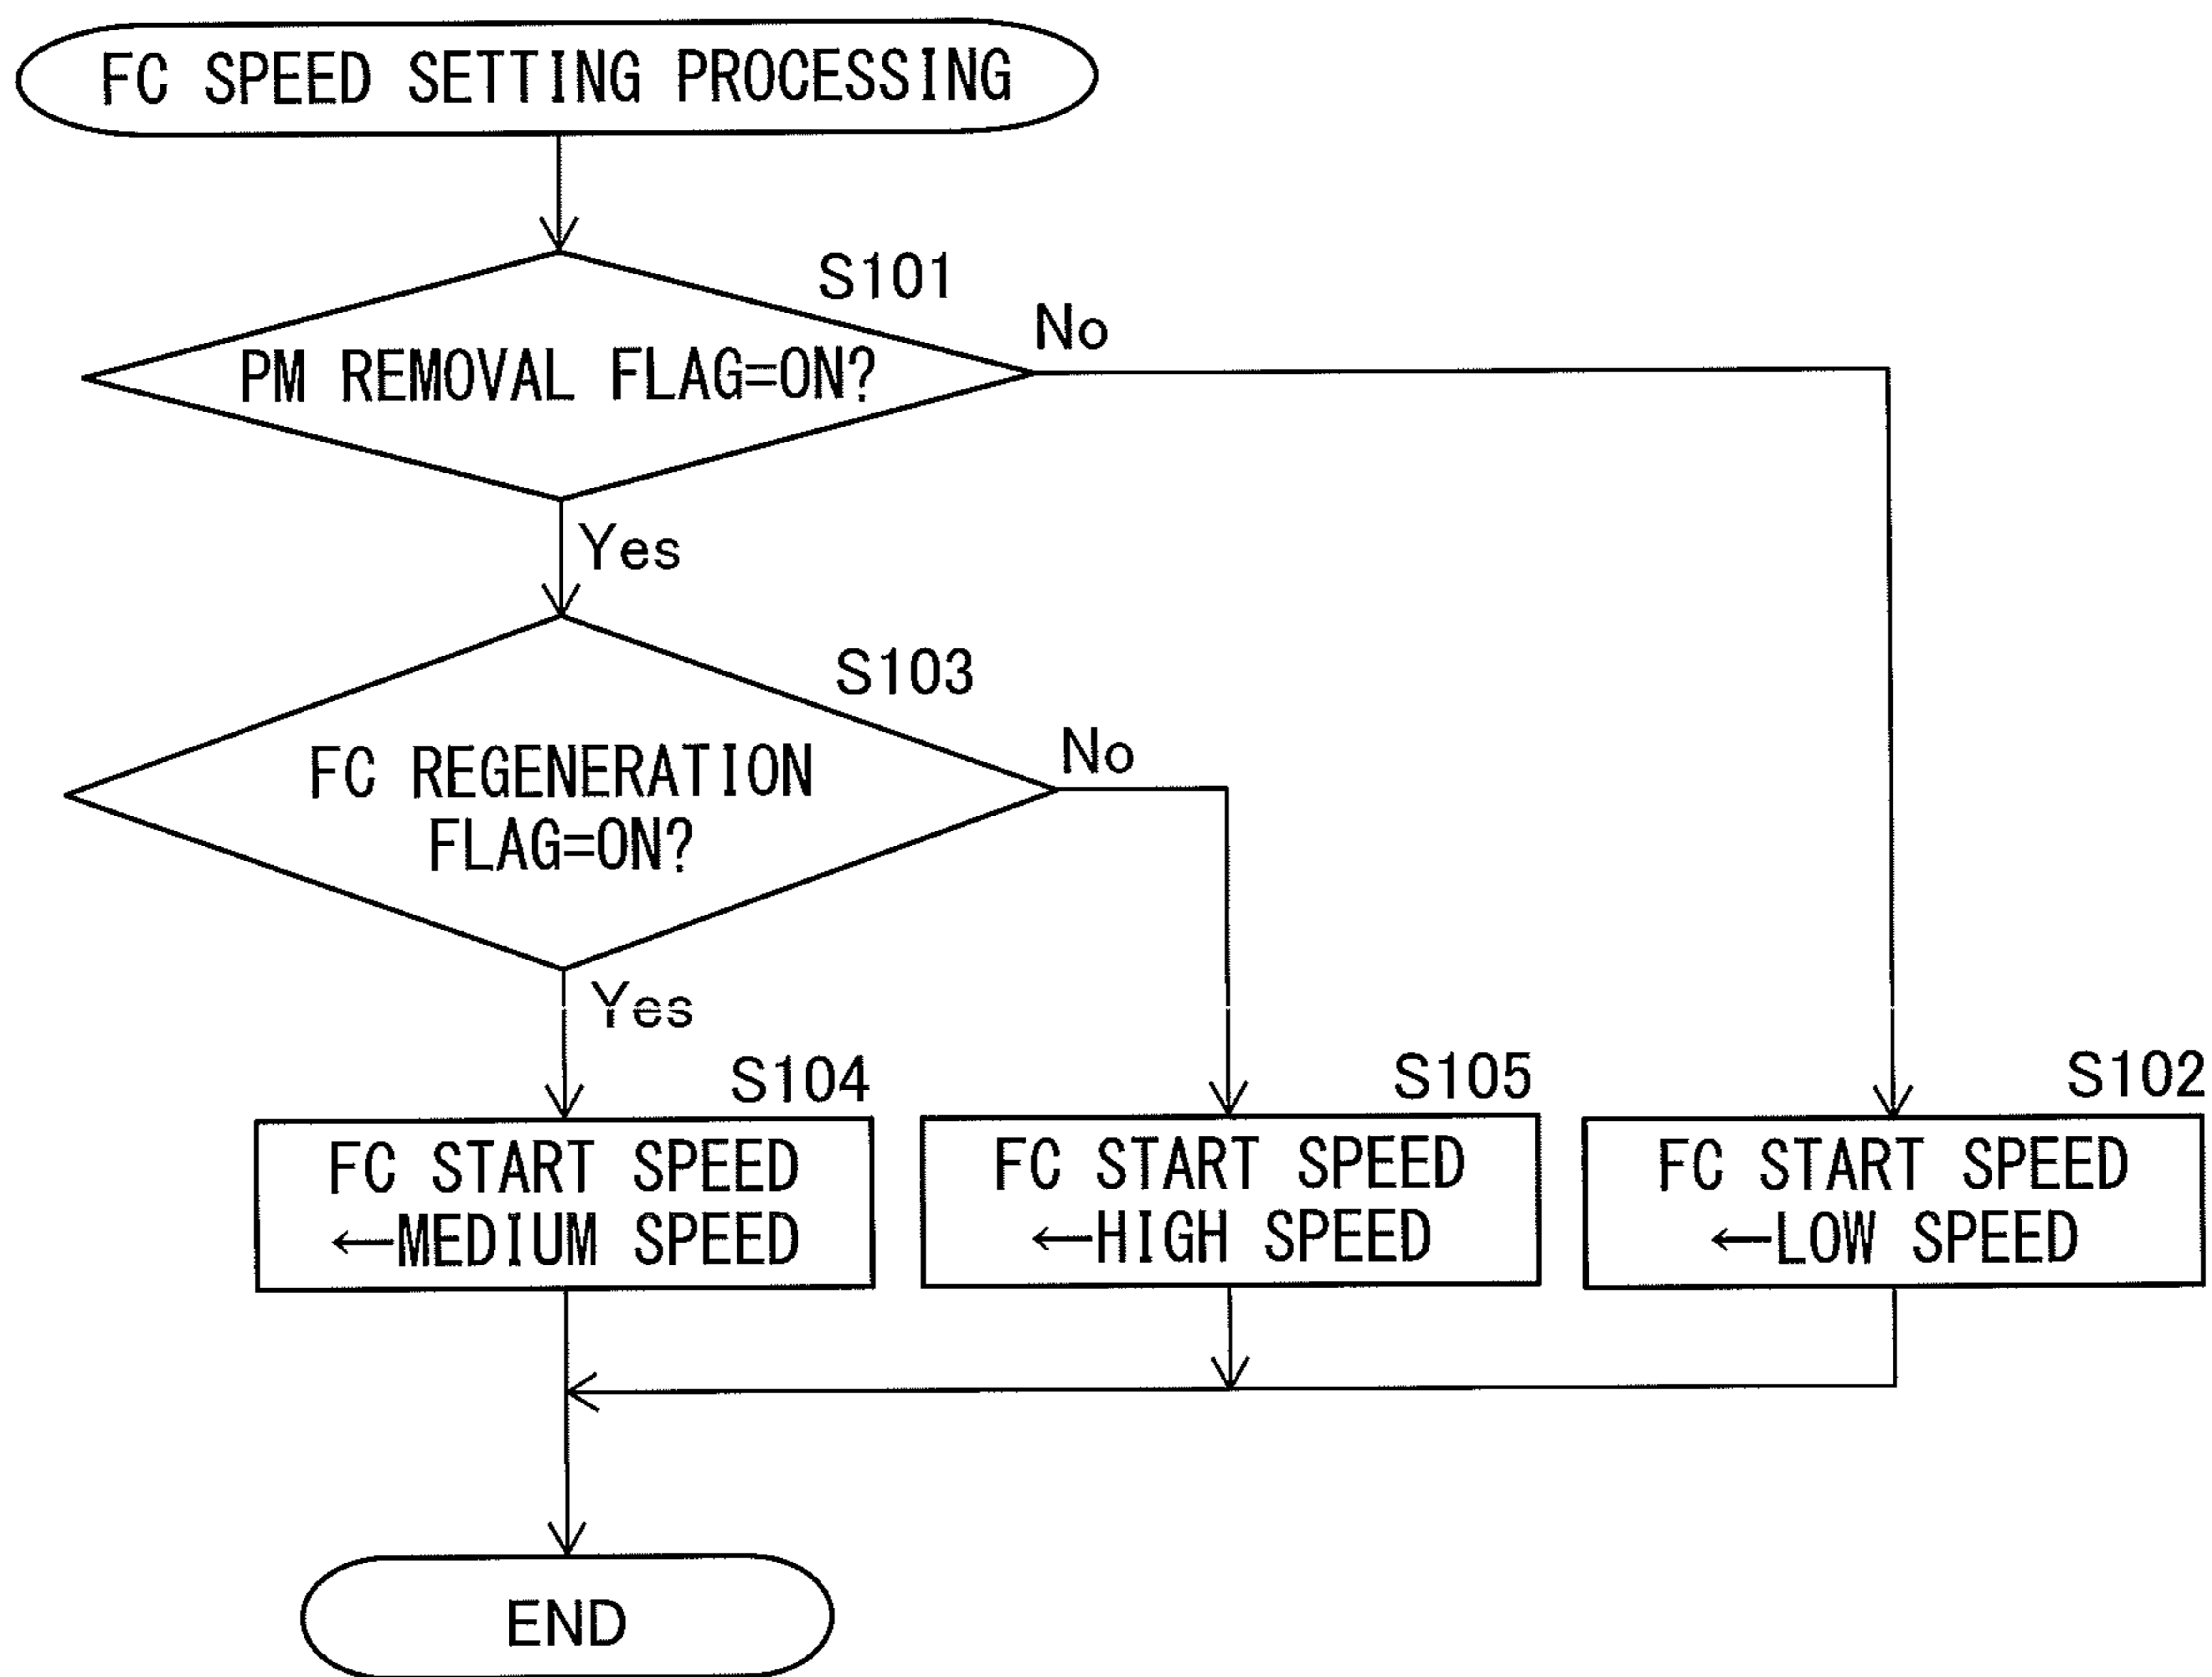 FC SPEED SETTING PROCESSING
S101
PM REMOVAL FLAG=ON?
No
Yes
S103
FC REGENERATION
FLAG=ON?
No
Yes
S104
FC START SPEED
←MEDIUM SPEED
S105
FC START SPEED
←HIGH SPEED
S102
FC START SPEED
←LOW SPEED
END